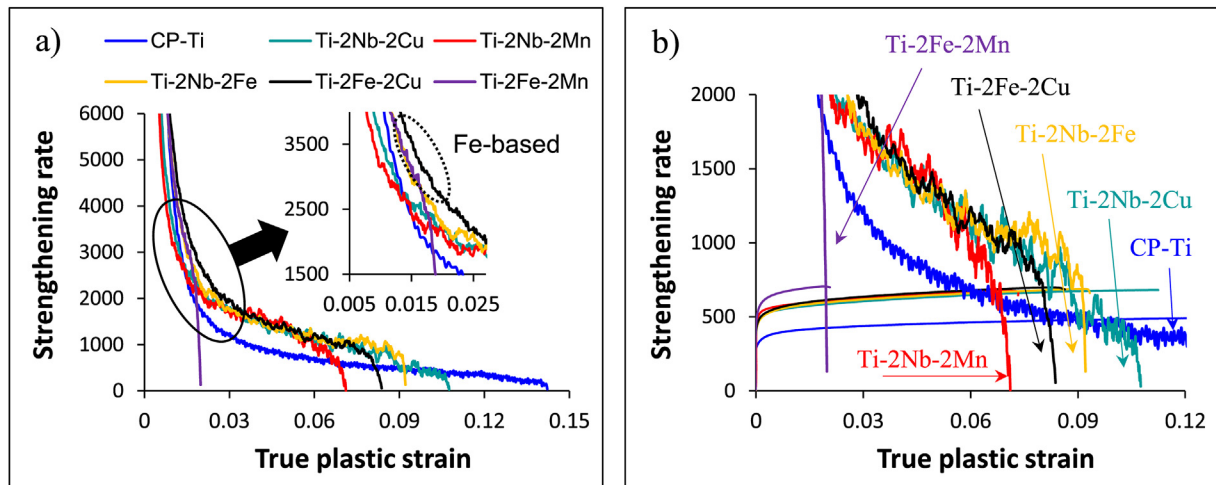 a)
CP-Ti Ti-2Nb-2Cu Ti-2Nb-2Mn
Ti-2Nb-2Fe Ti-2Fe-2Cu Ti-2Fe-2Mn
Strengthening rate
6000
5000
4000
3000
2000
1000
0
0 0.03 0.06 0.09 0.12 0.15
True plastic strain
3500
2500
1500
0.005 0.015 0.025
Fe-based
b)
Ti-2Fe-2Mn
Ti-2Fe-2Cu
Ti-2Nb-2Fe
Ti-2Nb-2Cu
CP-Ti
Ti-2Nb-2Mn
Strengthening rate
2000
1500
1000
500
0
0 0.03 0.06 0.09 0.12
True plastic strain